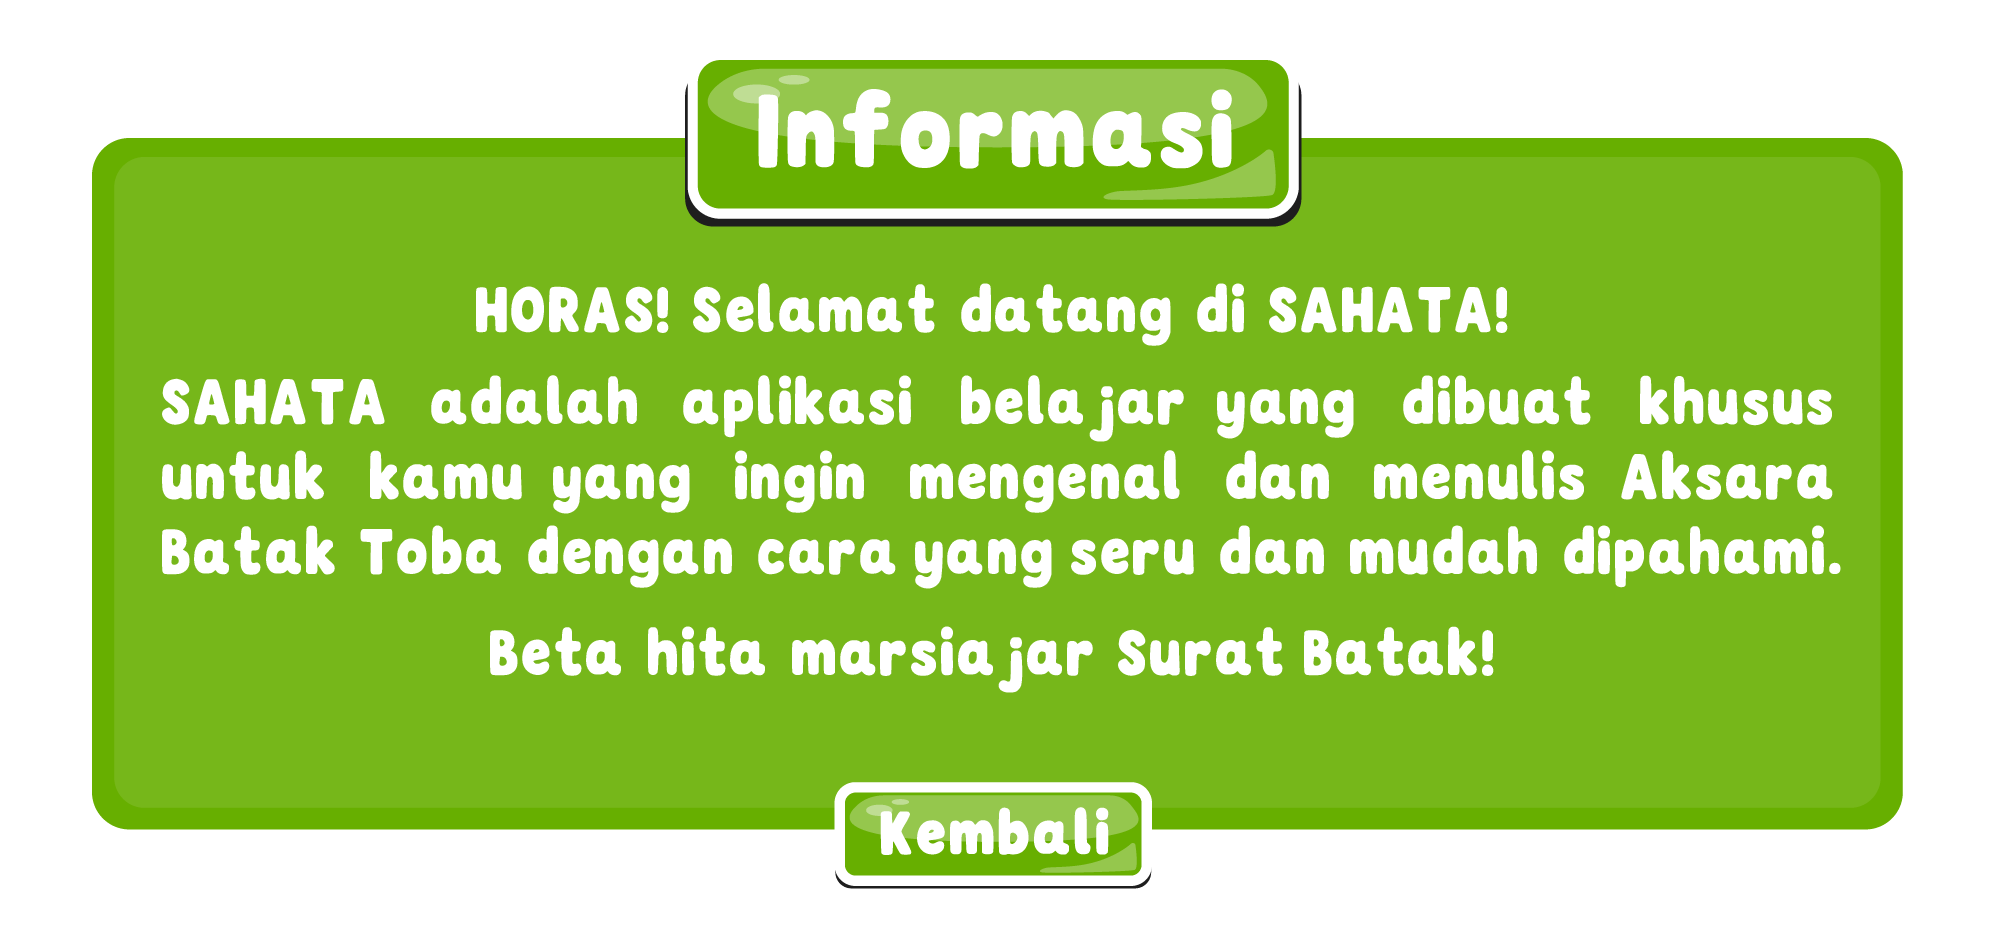 Informasi
HORAS! Selamat datang di SAHATA!
SAHATA adalah aplikasi belajar yang dibuat khusus
untuk kamu yang ingin mengenal dan menulis Aksara
Batak Toba dengan cara yang seru dan mudah dipahami.
Beta hita marsiajar Surat Batak!
Kembali